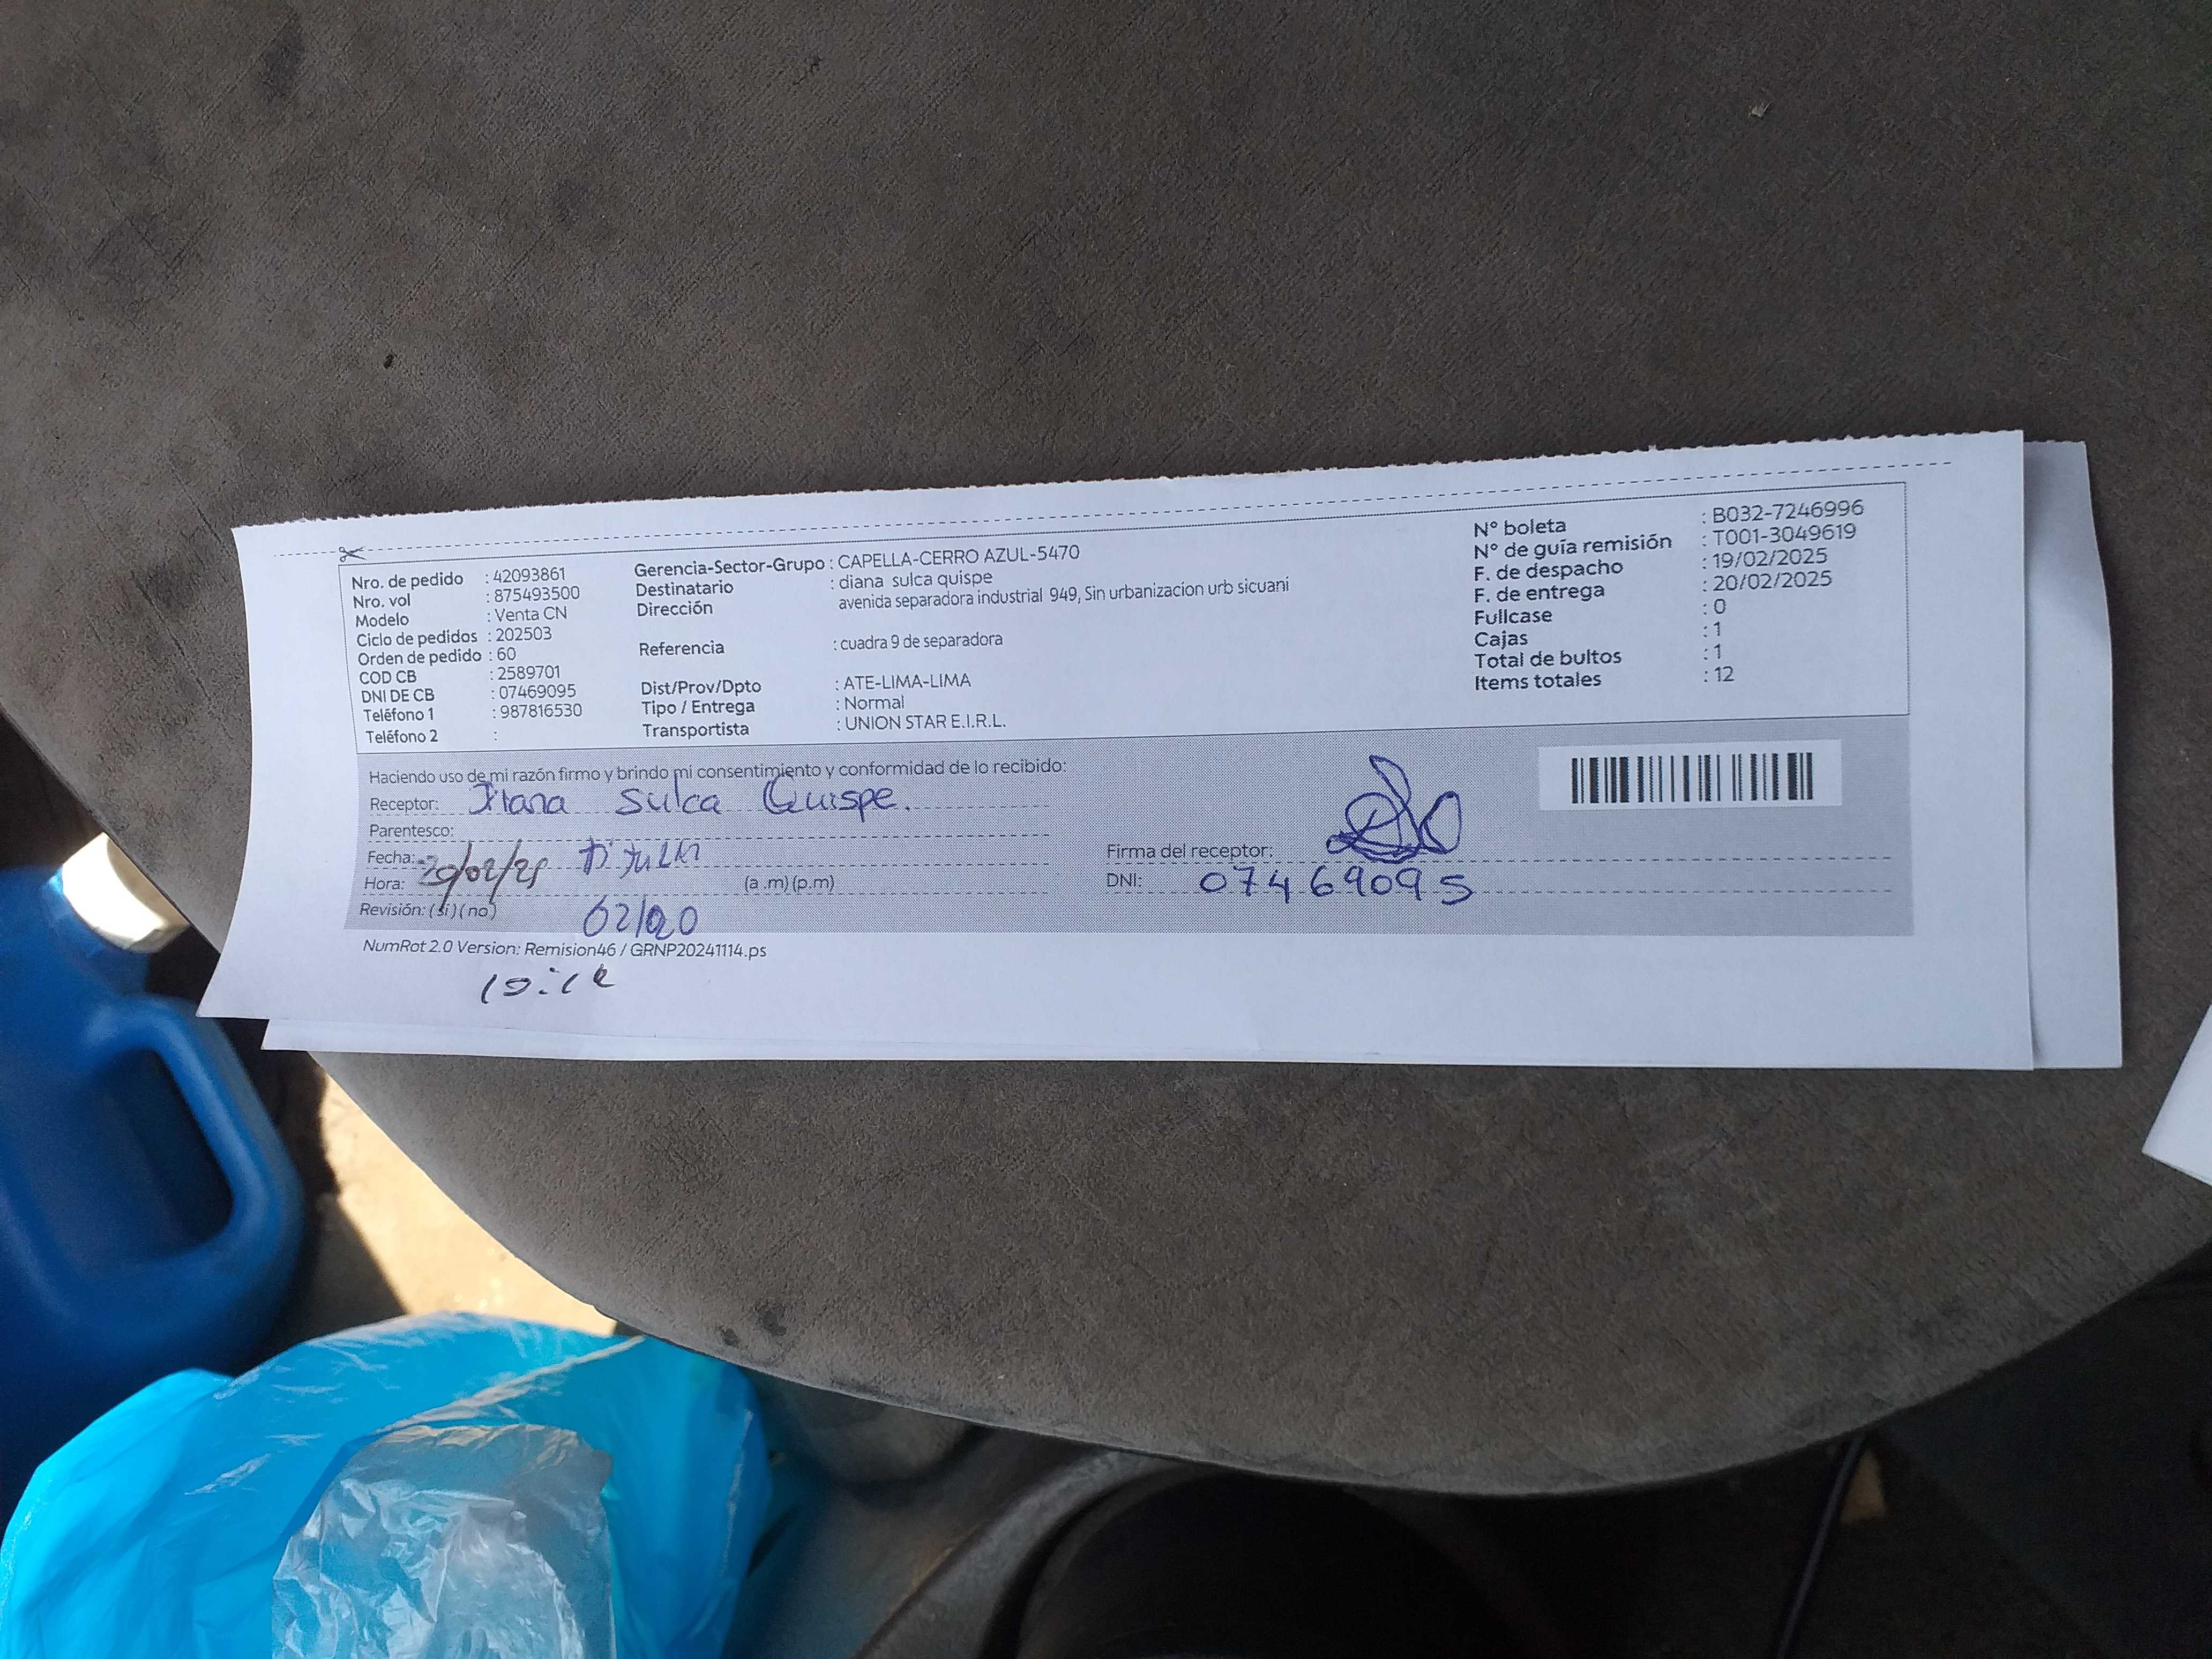 Nro. de pedido : 42093861
Nro. vol : 875493500
Modelo : Venta CN
Ciclo de pedidos : 202503
Orden de pedido : 60
COD CB : 2589701
DNI DE CB : 07469095
Teléfono 1 : 987816530
Teléfono 2 :
Gerencia-Sector-Grupo : CAPELLA-CERRO AZUL-5470
Destinatario : diana sulca quispe
Dirección avenida separadora industrial 949, Sin urbanizacion urb sicuani
Referencia : cuadra 9 de separadora
Dist/Prov/Dpto : ATE-LIMA-LIMA
Tipo / Entrega : Normal
Transportista : UNION STAR E.I.R.L.
N° boleta : B032-7246996
N° de guía remisión : T001-3049619
F. de despacho : 19/02/2025
F. de entrega : 20/02/2025
Fullcase : 0
Cajas : 1
Total de bultos : 1
Items totales : 12
Haciendo uso de mi razón firmo y brindo mi consentimiento y conformidad de lo recibido:
Receptor: Diana Sulca Quispe.
Parentesco:
Fecha: 20/02/25
Hora: (a .m) (p.m)
Revisión: (si) ( no)
Firma del receptor:
DNI: 07469095
NumRot 2.0 Version: Remision46 / GRNP20241114.ps